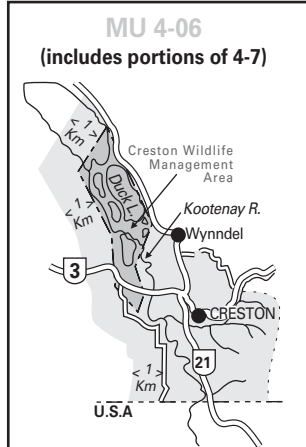 MU 4-06
(includes portions of 4-7)
< 1 >
Km
Creston Wildlife
Management
Area
Duck L.
< 1 >
Km
Kootenay R.
Wynndel
3
CRESTON
21
< 1 >
Km
U.S.A